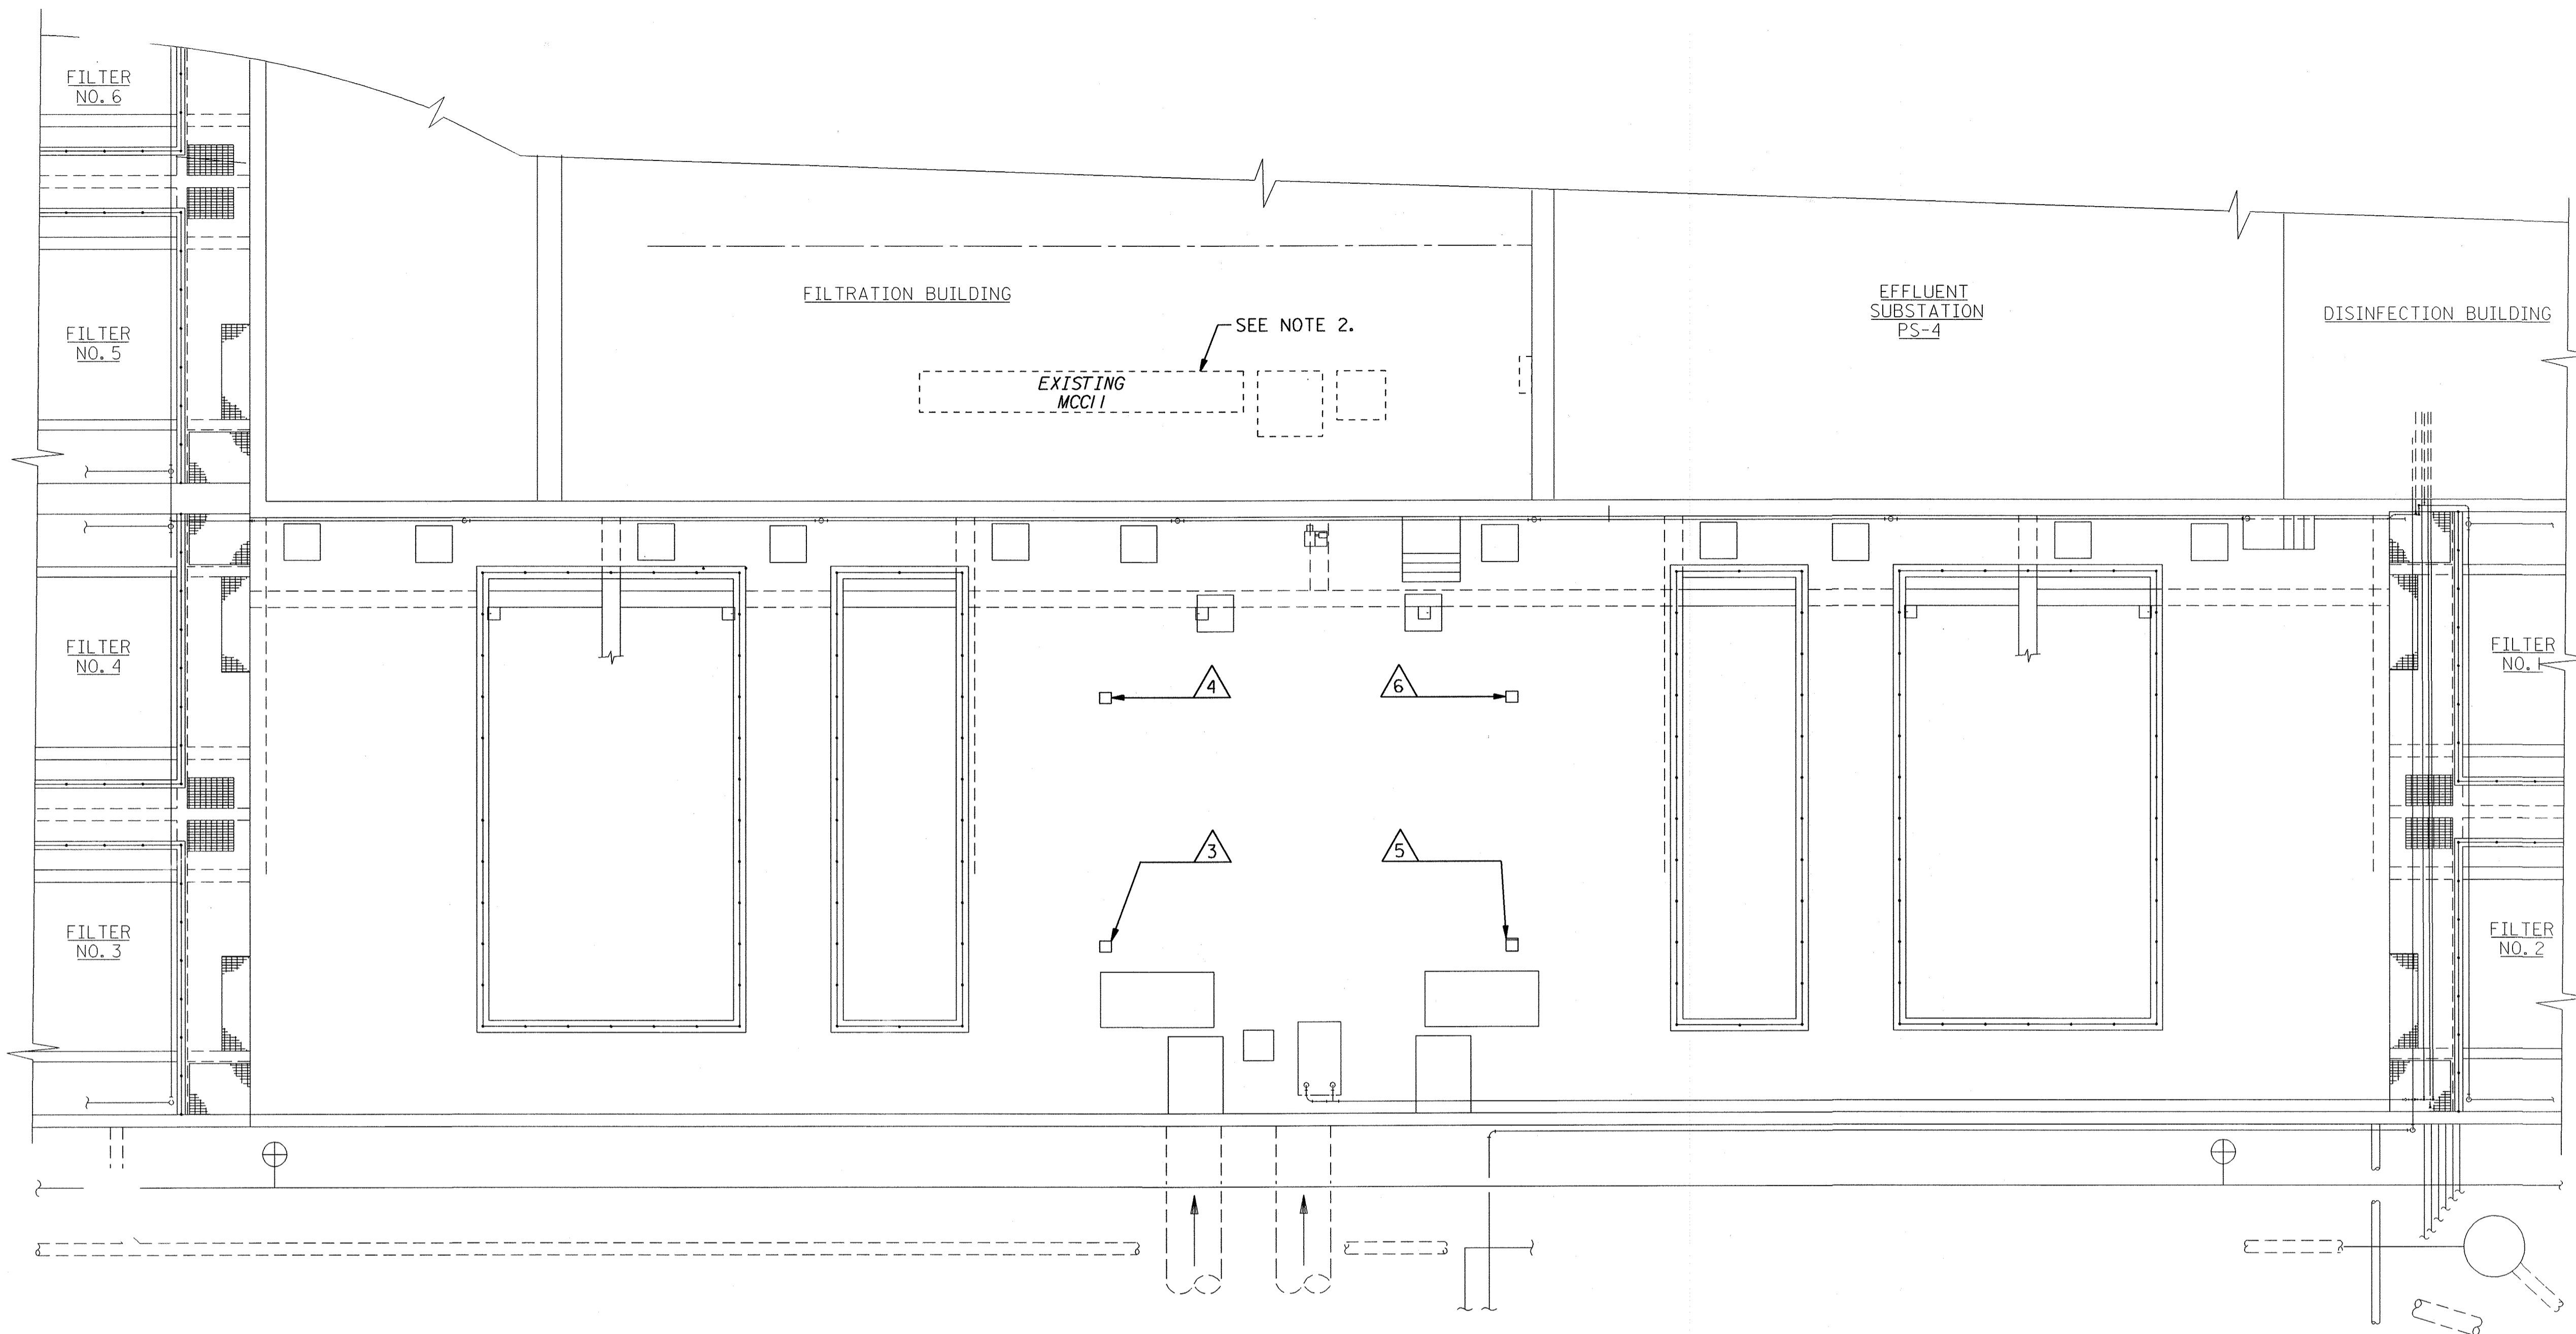 FILTER
NO. 6
FILTRATION BUILDING
EFFLUENT
SUBSTATION
PS-4
DISINFECTION BUILDING
SEE NOTE 2.
FILTER
NO. 5
EXISTING
MCC11
FILTER
NO. 4
4
6
FILTER
NO. 1
3
5
FILTER
NO. 3
FILTER
NO. 2